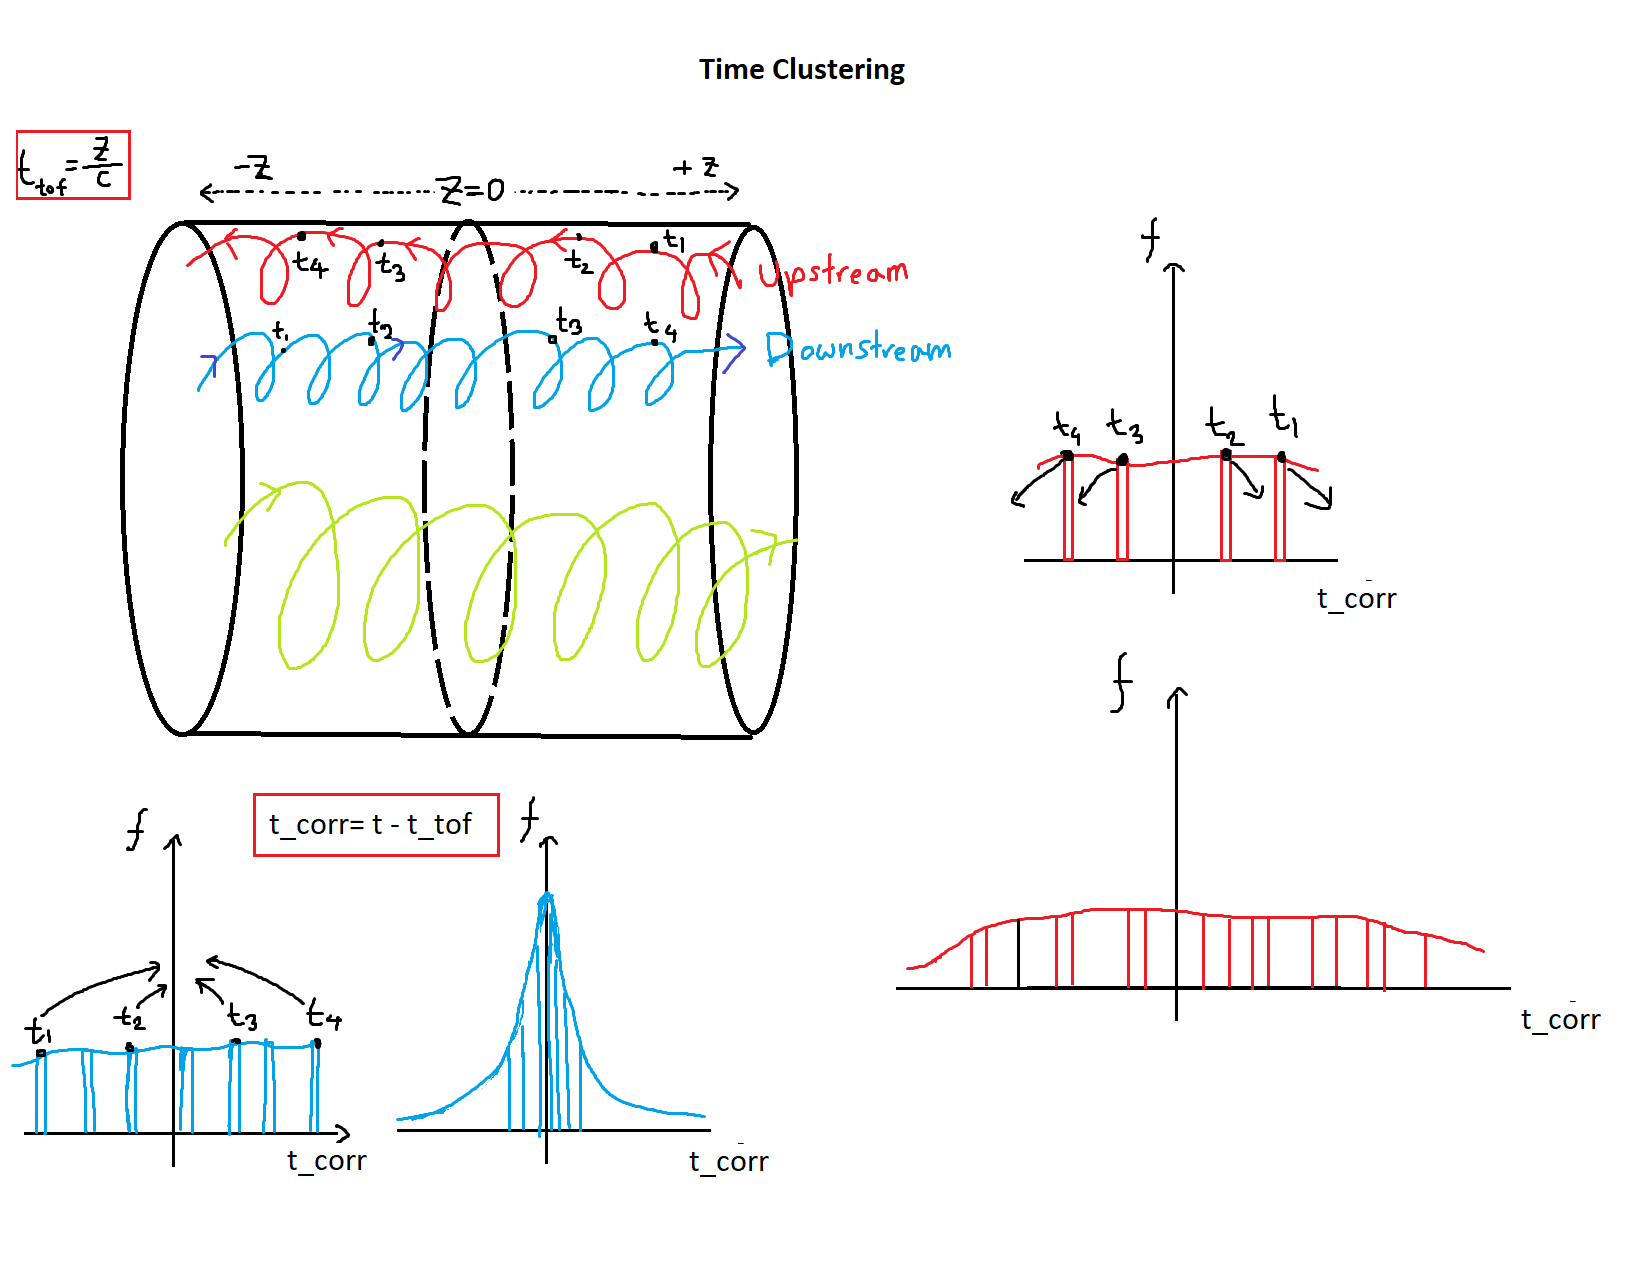 Time Clustering
t_tof = z/c
-Z
Z=0
+ z
t4
t3
t2
t1
Upstream
t1
t2
t3
t4
Downstream
f
t4
t3
t2
t1
t_corr
f
t_corr
t_corr= t - t_tof
f
t1
t2
t3
t4
t_corr
f
t_corr